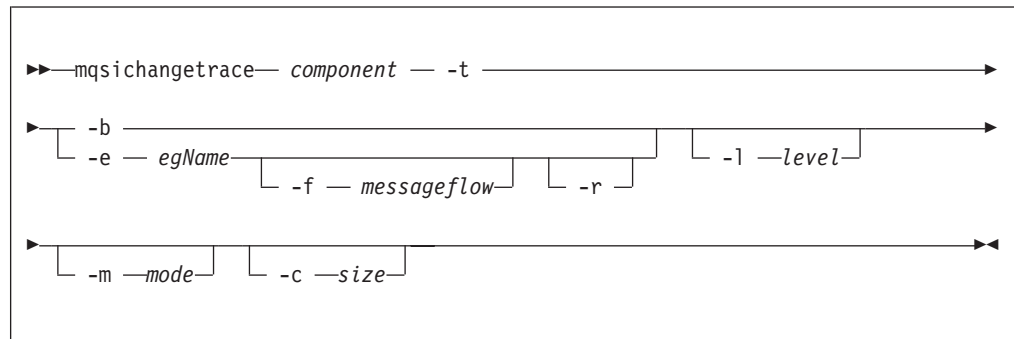 mqsichangetrace component -t
-b
-e egName -l level
-f messageflow -r
-m mode -c size